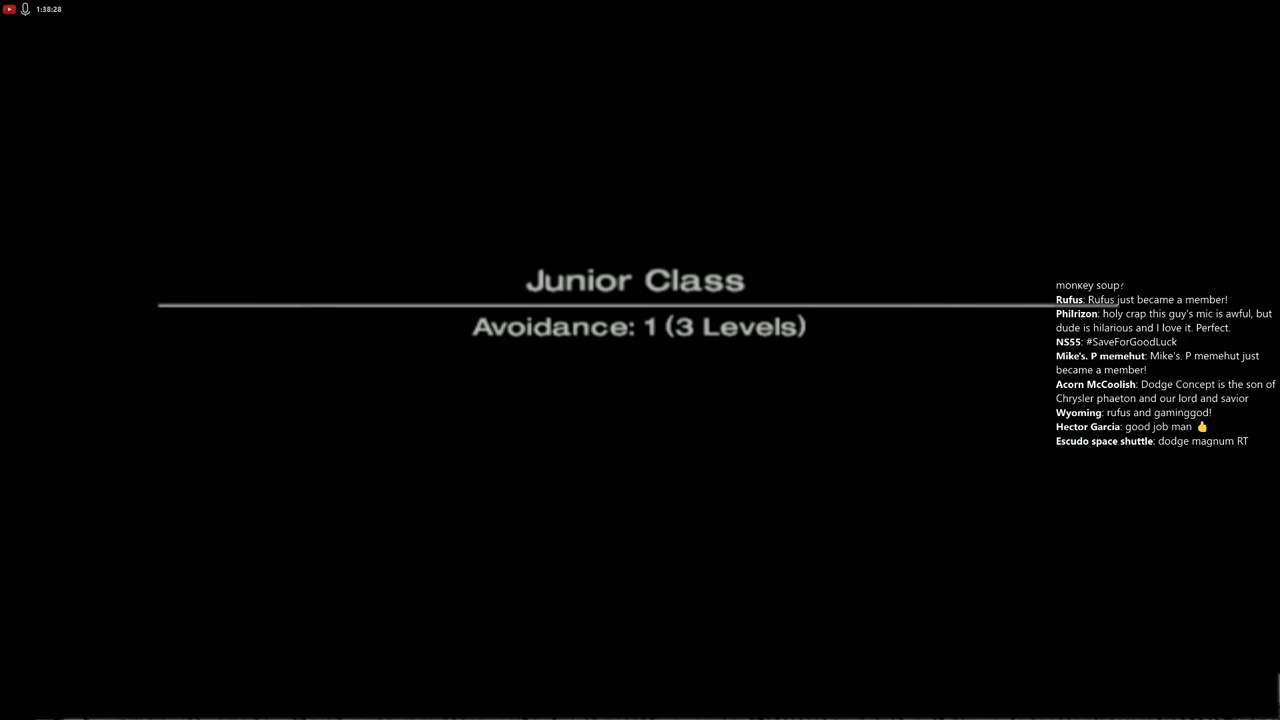 1:38:28
Junior Class
Avoidance: 1 (3 Levels)
monkey soup?
Rufus: Rufus just became a member!
Philrizon: holy crap this guy's mic is awful, but
dude is hilarious and I love it. Perfect.
NS55: #SaveForGoodLuck
Mike's. P memehut: Mike's. P memehut just
became a member!
Acorn McCoolish: Dodge Concept is the son of
Chrysler phaeton and our lord and savior
Wyoming: rufus and gaminggod!
Hector Garcia: good job man 👍
Escudo space shuttle: dodge magnum RT